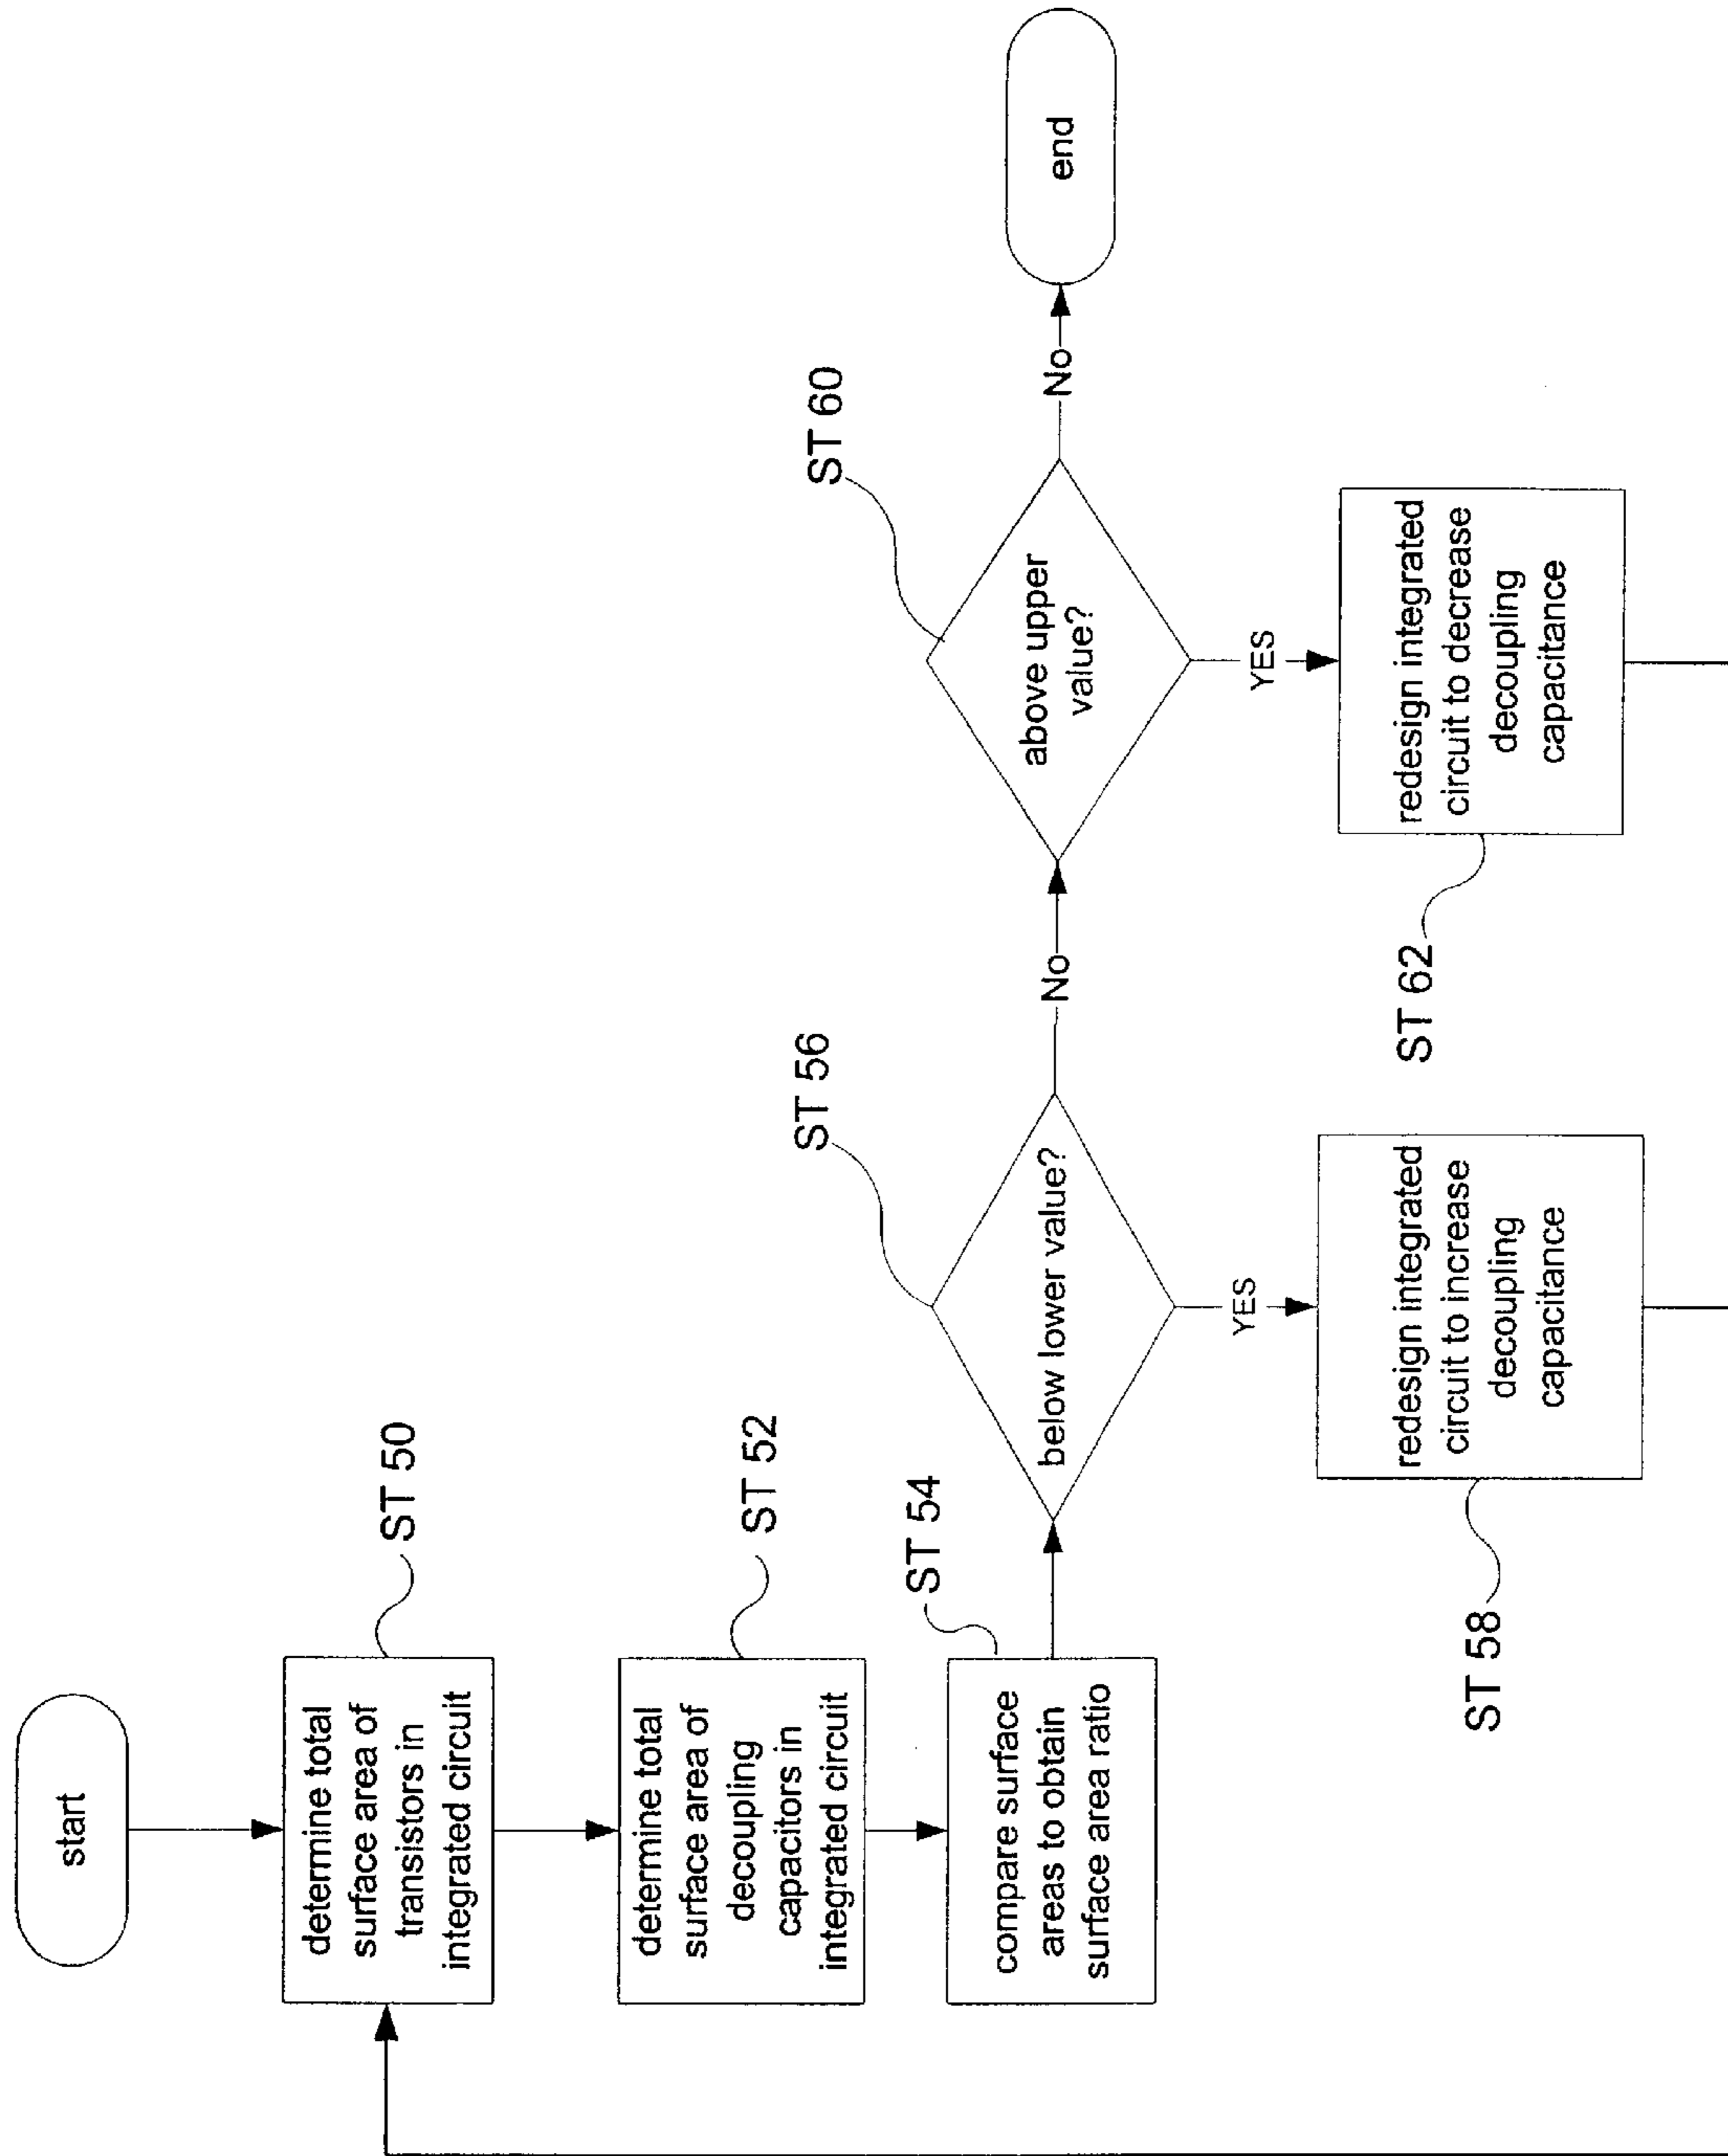 start
determine total
surface area of
transistors in
integrated circuit
ST 50
determine total
surface area of
decoupling
capacitors in
integrated circuit
ST 52
compare surface
areas to obtain
surface area ratio
ST 54
below lower value?
ST 56
YES
No
redesign integrated
circuit to increase
decoupling
capacitance
ST 58
above upper
value?
ST 60
YES
No
redesign integrated
circuit to decrease
decoupling
capacitance
ST 62
end